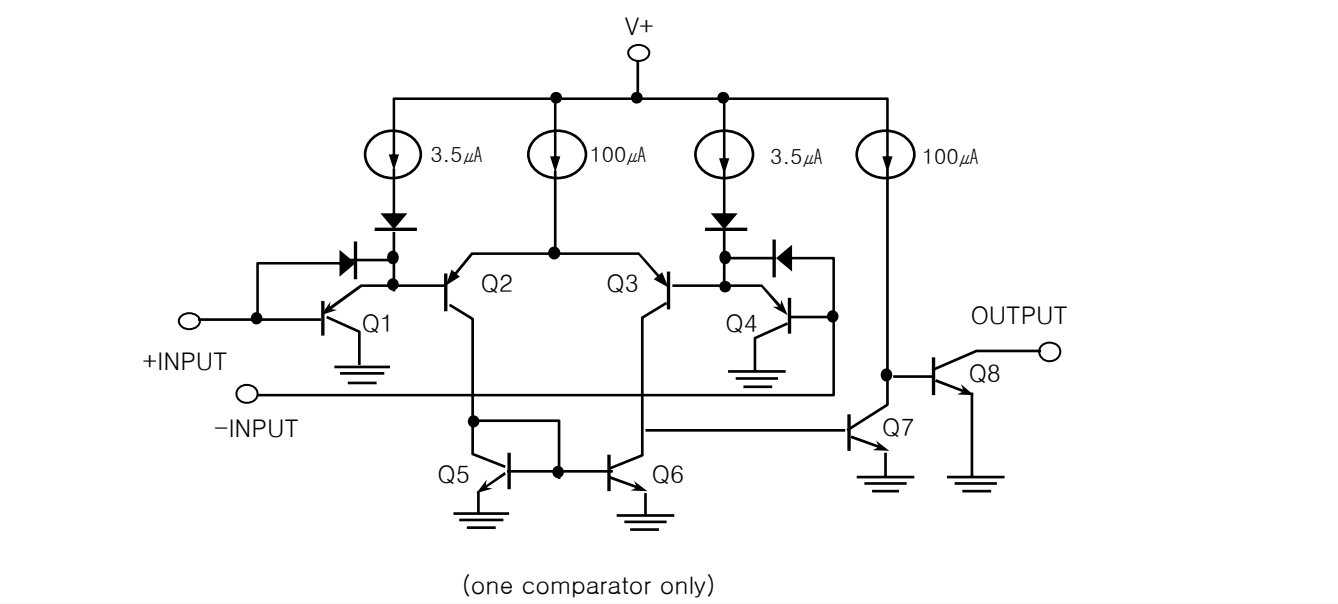 V+
3.5μA
100μA
3.5μA
100μA
Q2
Q3
Q1
Q4
OUTPUT
+INPUT
Q8
−INPUT
Q7
Q5
Q6
(one comparator only)